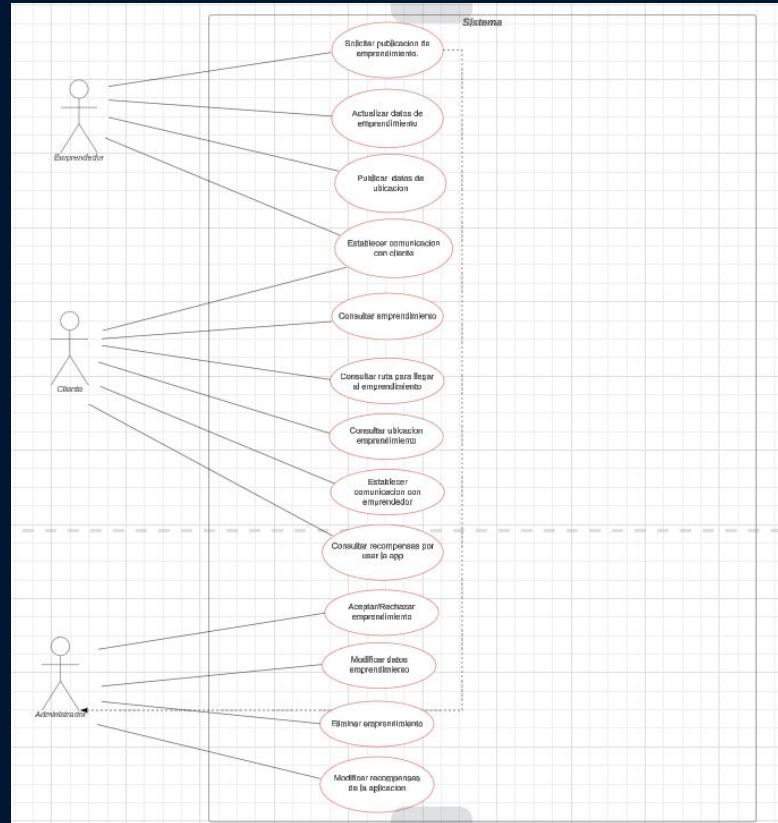 Sistema
Solicitar publicacion de
emprendimiento.
Actualizar datos de
emprendimiento
Emprendedor
Publicar datos de
ubicacion
Establecer comunicacion
con cliente
Consultar emprendimiento
Cliente
Consultar ruta para llegar
al emprendimiento
Consultar ubicacion
emprendimiento
Establecer
comunicacion con
emprendedor
Consultar recompensas por
usar la app
Aceptar/Rechazar
emprendimiento
Modificar datos
emprendimiento
Administrador
Eliminar emprendimiento
Modificar recompensas
de la aplicacion